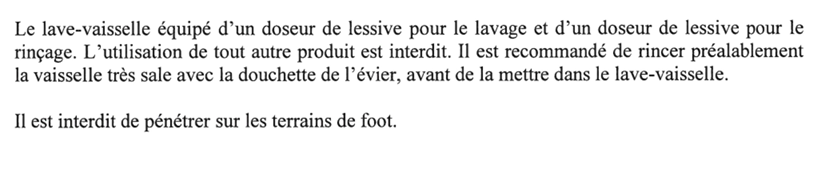 Le lave-vaisselle équipé d’un doseur de lessive pour le lavage et d’un doseur de lessive pour le
rinçage. L’utilisation de tout autre produit est interdit. Il est recommandé de rincer préalablement
la vaisselle très sale avec la douchette de l’évier, avant de la mettre dans le lave-vaisselle.
Il est interdit de pénétrer sur les terrains de foot.